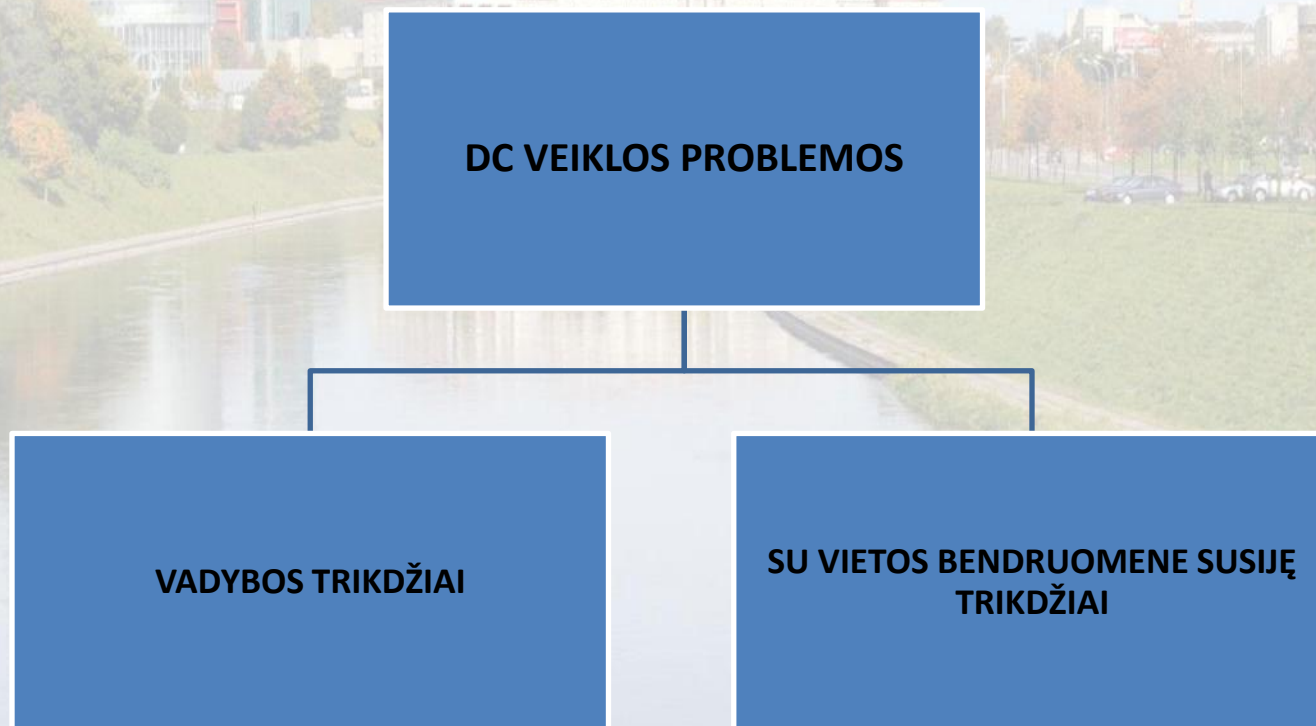 DC VEIKLOS PROBLEMOS
VADYBOS TRIKDŽIAI
SU VIETOS BENDRUOMENE SUSIJĘ
TRIKDŽIAI